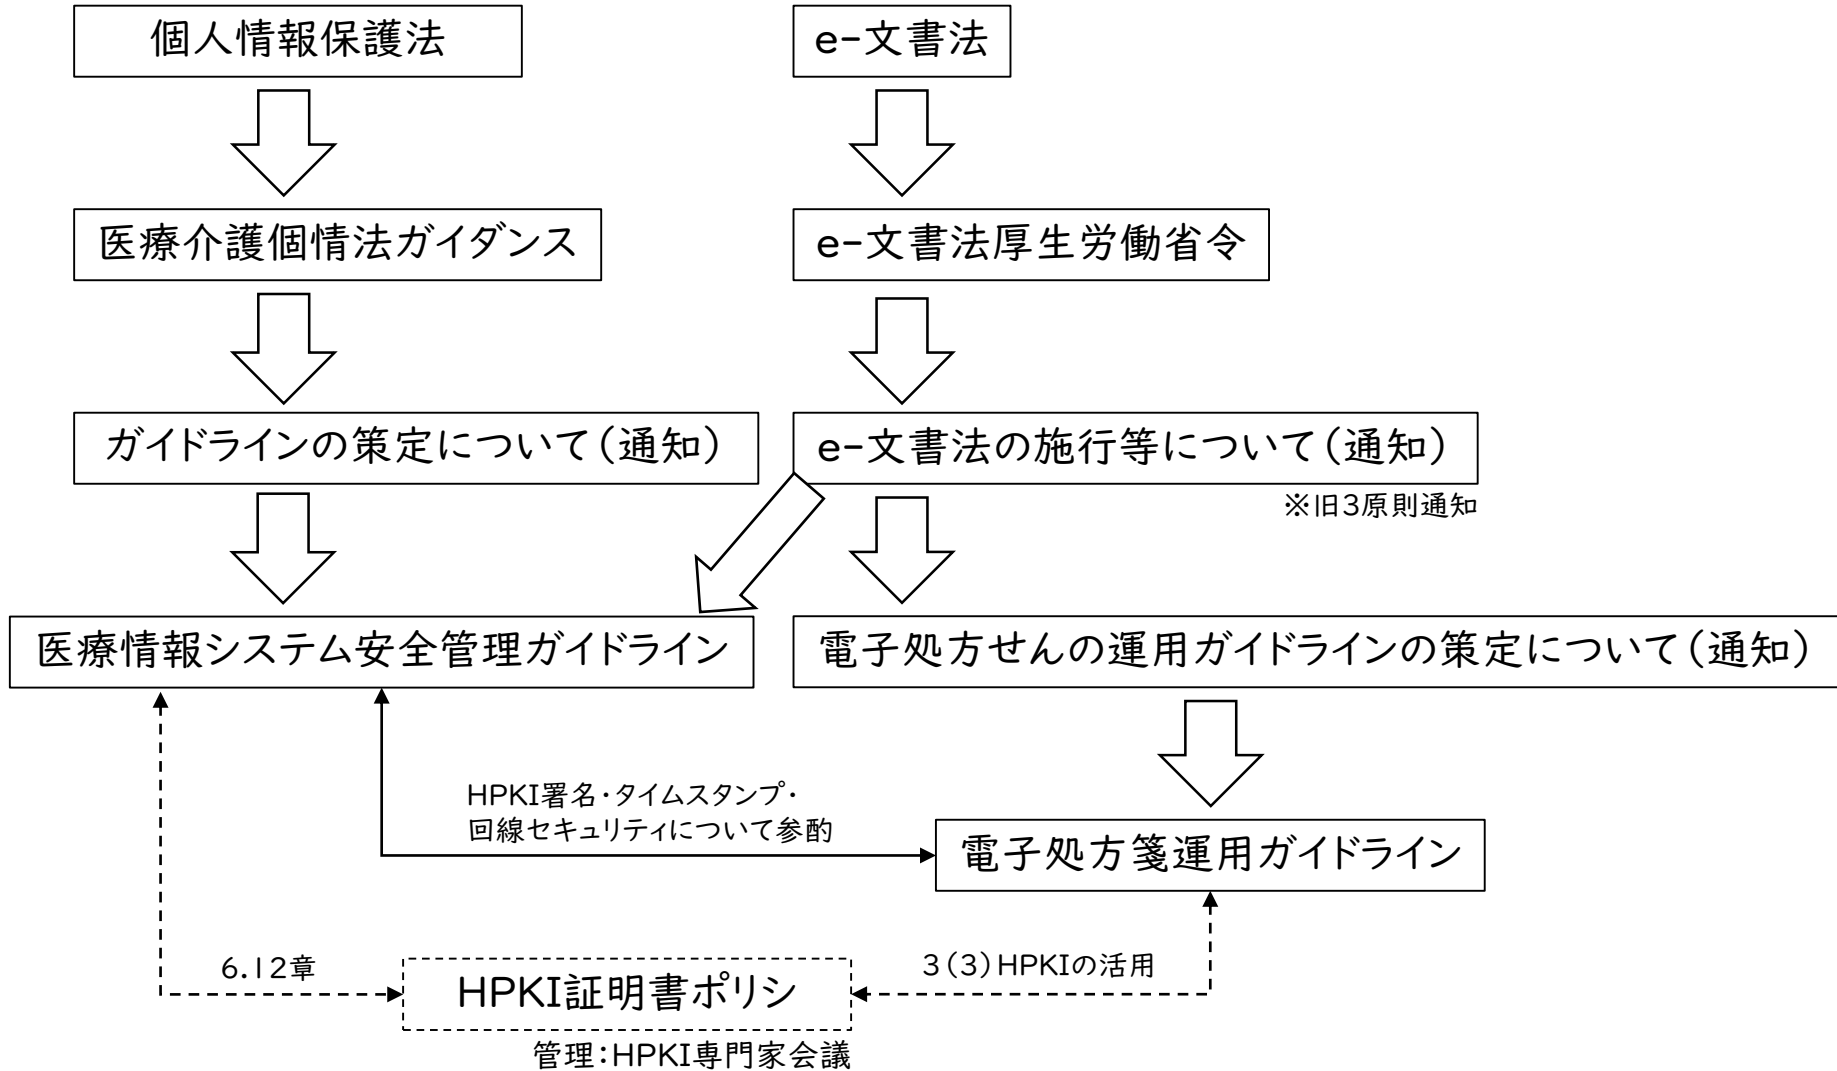 個人情報保護法
e-文書法
医療介護個情法ガイダンス
e-文書法厚生労働省令
ガイドラインの策定について(通知)
e-文書法の施行等について(通知)
※旧3原則通知
医療情報システム安全管理ガイドライン
電子処方せんの運用ガイドラインの策定について(通知)
HPKI署名・タイムスタンプ・
回線セキュリティについて参酌
電子処方箋運用ガイドライン
6.12章
3(3)HPKIの活用
HPKI証明書ポリシ
管理:HPKI専門家会議